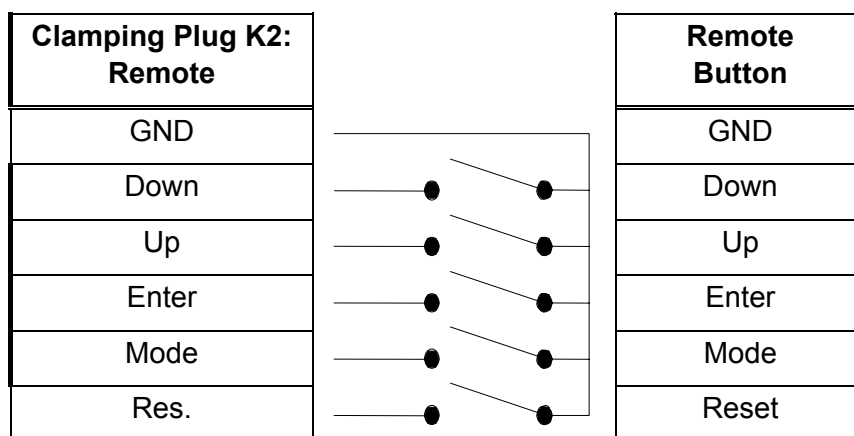 Clamping Plug K2:
Remote
Remote
Button
GND
GND
Down
Down
Up
Up
Enter
Enter
Mode
Mode
Res.
Reset